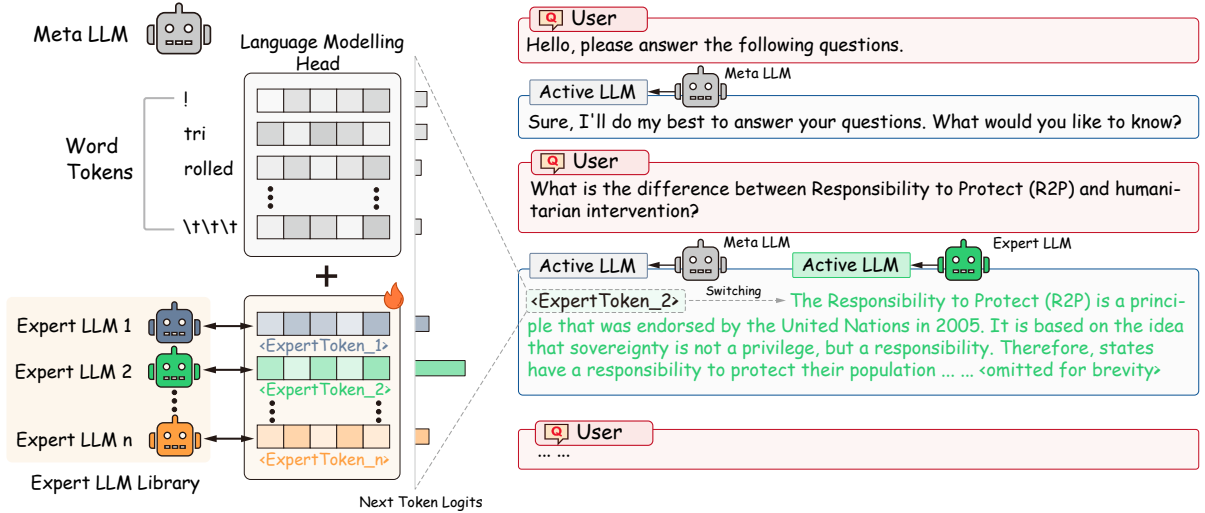 Meta LLM
Language Modelling
Head
Word
Tokens
!
tri
rolled
\t\t\t
+
Expert LLM 1
<ExpertToken_1>
Expert LLM 2
<ExpertToken_2>
Expert LLM n
<ExpertToken_n>
Expert LLM Library
Next Token Logits
Q User
Hello, please answer the following questions.
Meta LLM
Active LLM
Sure, I'll do my best to answer your questions. What would you like to know?
Q User
What is the difference between Responsibility to Protect (R2P) and humani-
tarian intervention?
Meta LLM
Expert LLM
Active LLM
Active LLM
<ExpertToken_2>
Switching
The Responsibility to Protect (R2P) is a princi-
ple that was endorsed by the United Nations in 2005. It is based on the idea
that sovereignty is not a privilege, but a responsibility. Therefore, states
have a responsibility to protect their population ... ... <omitted for brevity>
Q User
... ...